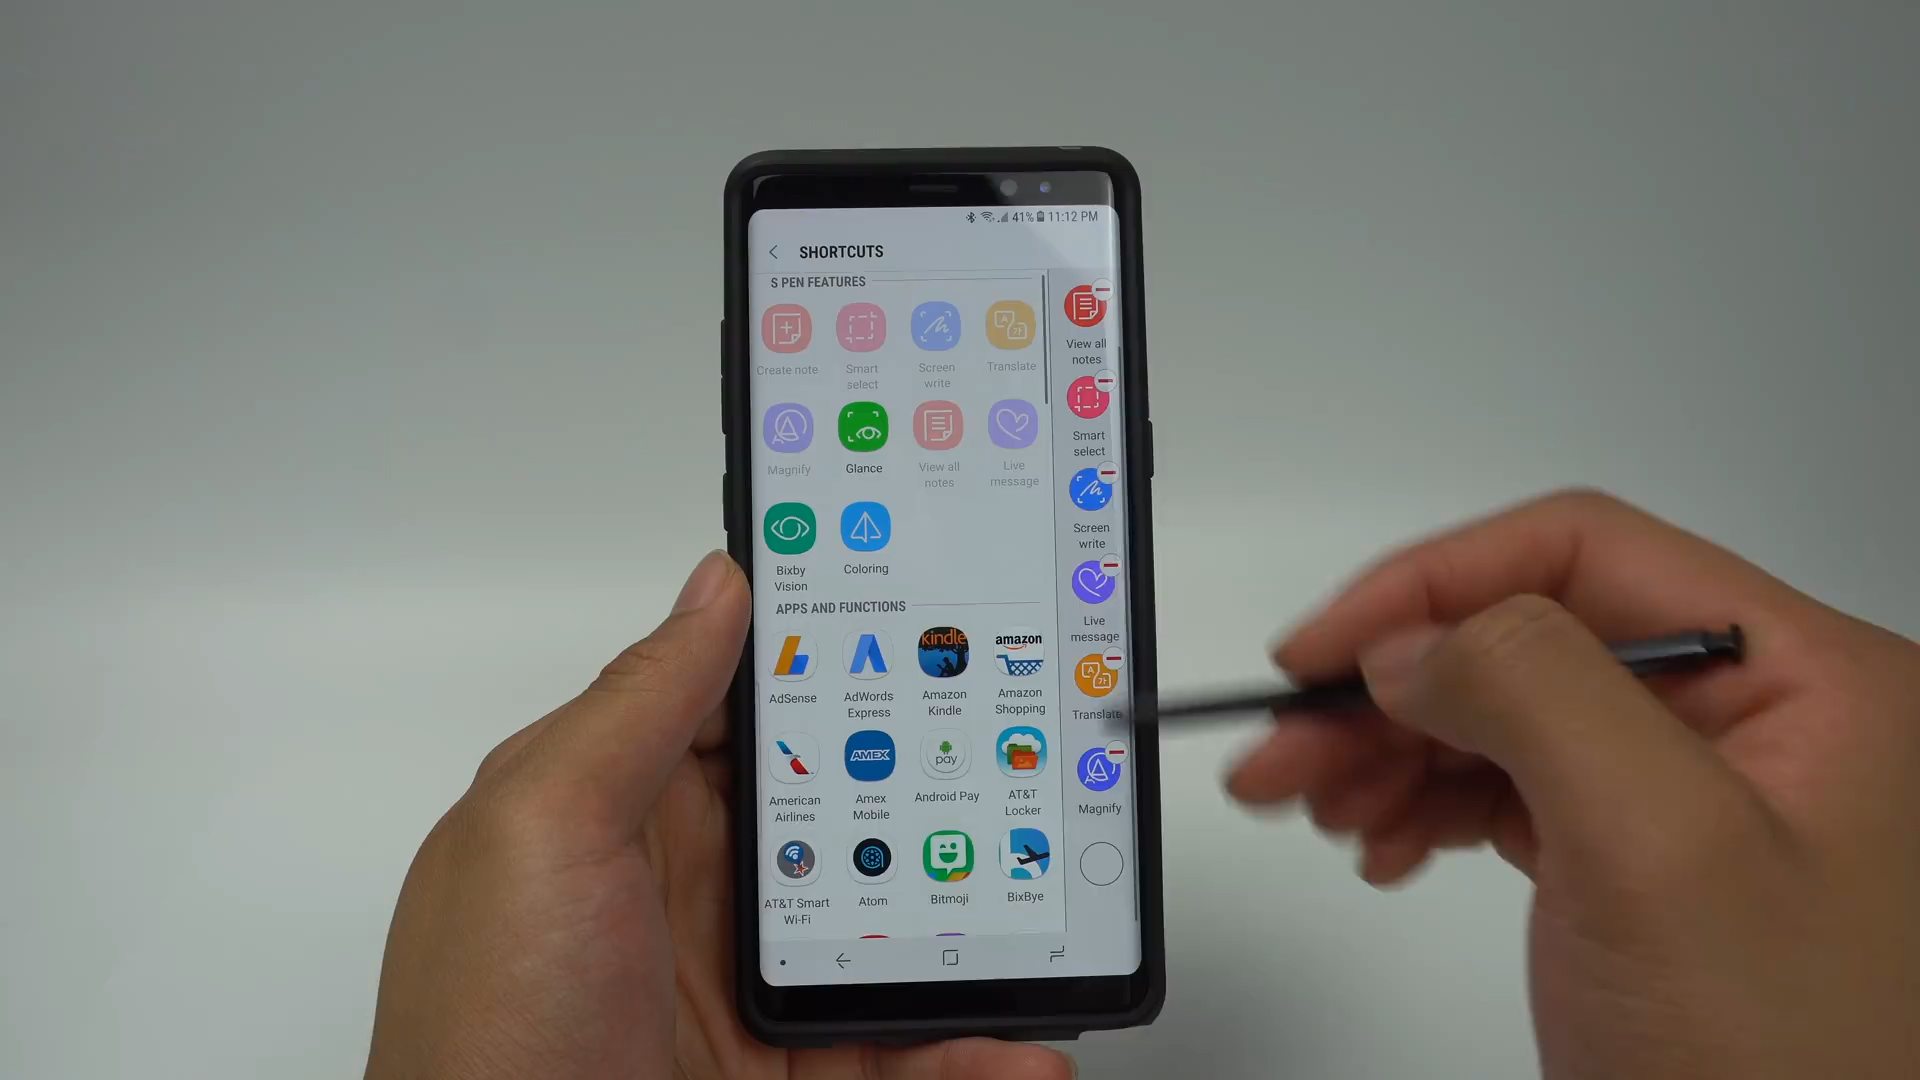 41% 11:12 PM
SHORTCUTS
S PEN FEATURES
Create note
Smart
select
Screen
write
Translate
Magnify
Glance
View all
notes
Live
message
Bixby
Vision
Coloring
APPS AND FUNCTIONS
AdSense
AdWords
Express
kindle
Amazon
Kindle
amazon
Amazon
Shopping
American
Airlines
AMEX
Amex
Mobile
pay
Android Pay
AT&T
Locker
AT&T Smart
Wi-Fi
Atom
Bitmoji
BixBye
View all
notes
Smart
select
Screen
write
Live
message
Translate
Magnify